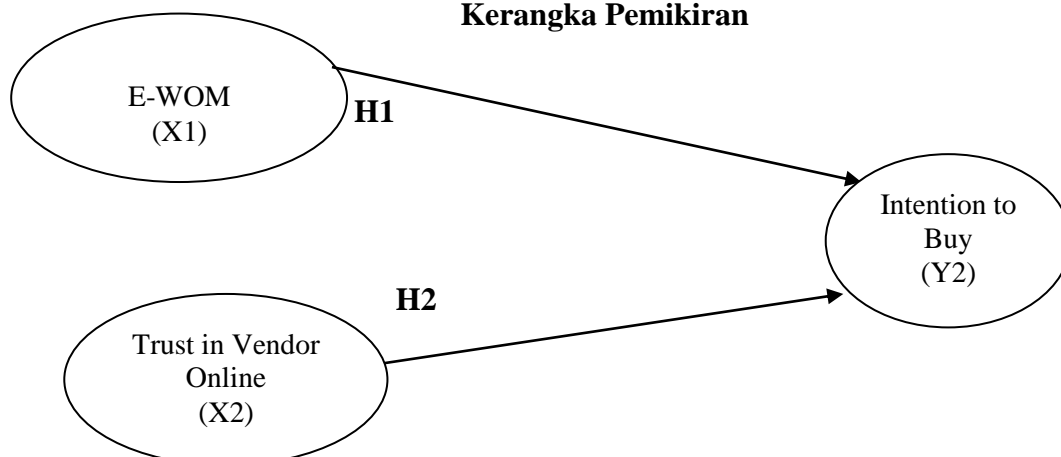 Kerangka Pemikiran
E-WOM
(X1)
H1
Intention to
Buy
(Y2)
H2
Trust in Vendor
Online
(X2)